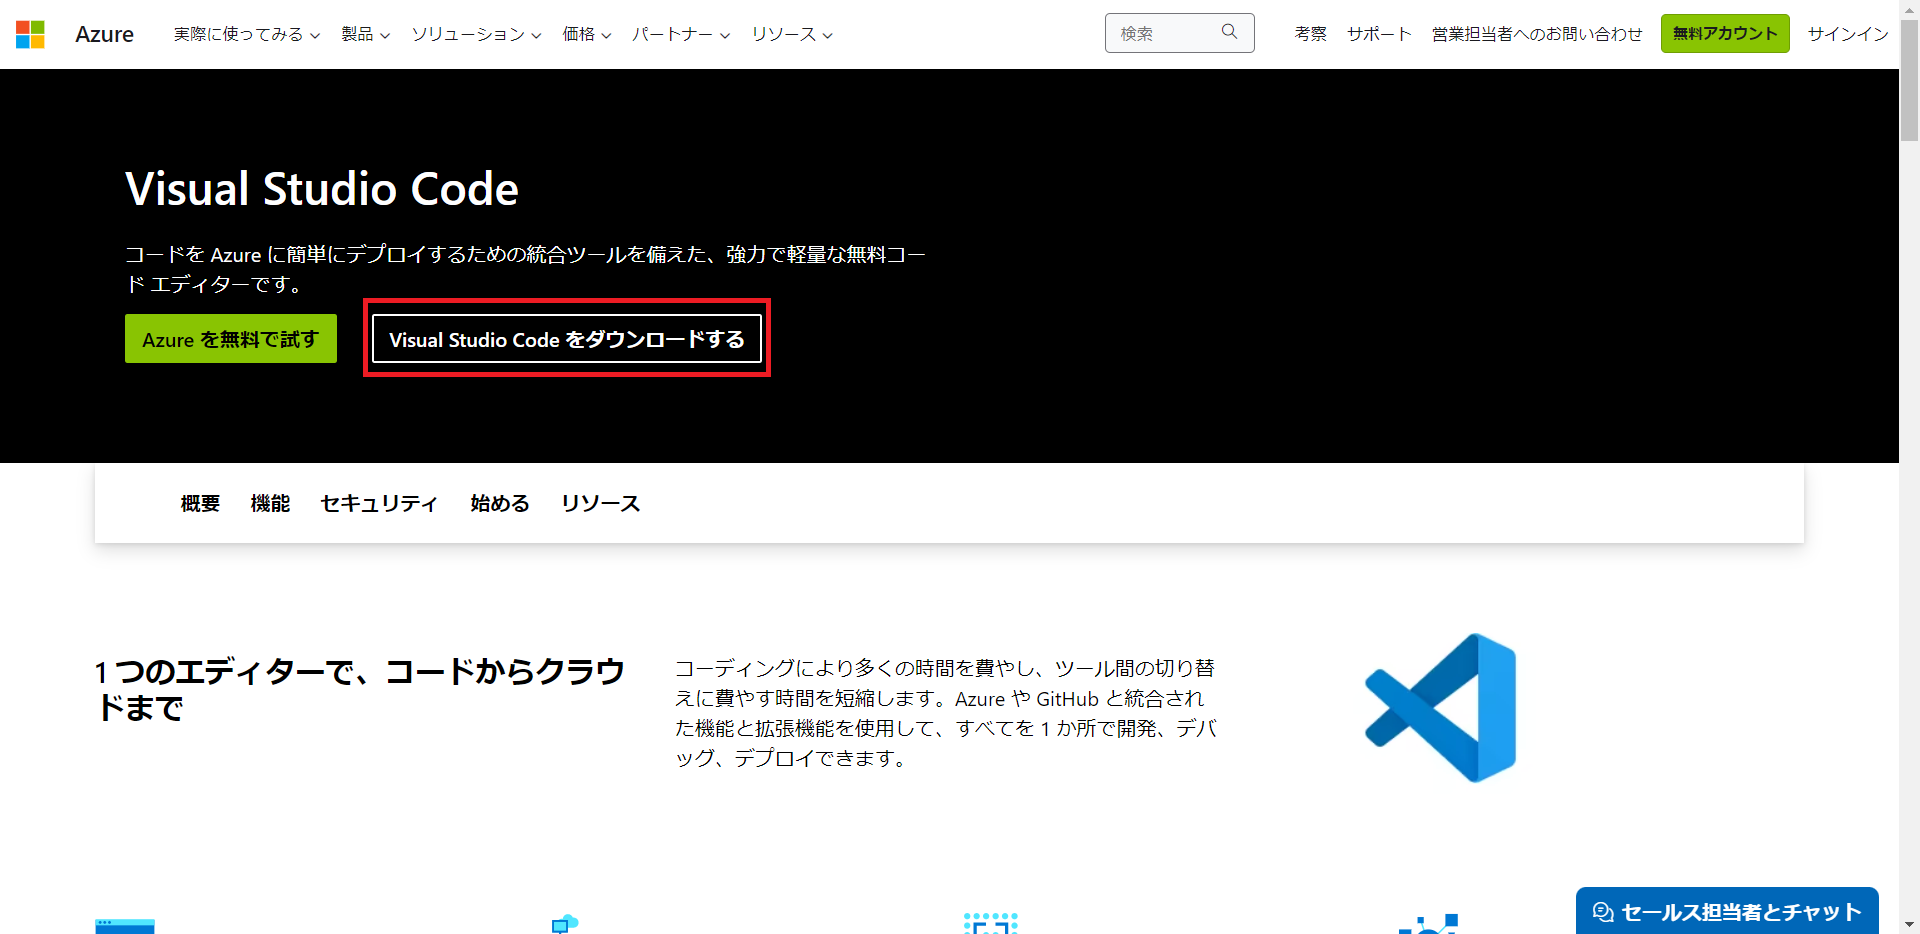 Azure 実際に使ってみる 製品 ソリューション 価格 パートナー リソース 検索 考察 サポート 営業担当者へのお問い合わせ 無料アカウント サインイン
Visual Studio Code
コードを Azure に簡単にデプロイするための統合ツールを備えた、強力で軽量な無料コー
ド エディターです。
Azure を無料で試す Visual Studio Code をダウンロードする
概要 機能 セキュリティ 始める リソース
1 つのエディターで、コードからクラウ
ドまで
コーディングにより多くの時間を費やし、ツール間の切り替
えに費やす時間を短縮します。Azure や GitHub と統合され
た機能と拡張機能を使用して、すべてを 1 か所で開発、デバ
ッグ、デプロイできます。
セールス担当者とチャット